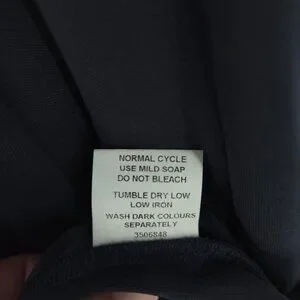 NORMAL CYCLE
USE MILD SOAP
DO NOT BLEACH
TUMBLE DRY LOW
LOW IRON
WASH DARK COLOURS
SEPARATELY
3506848